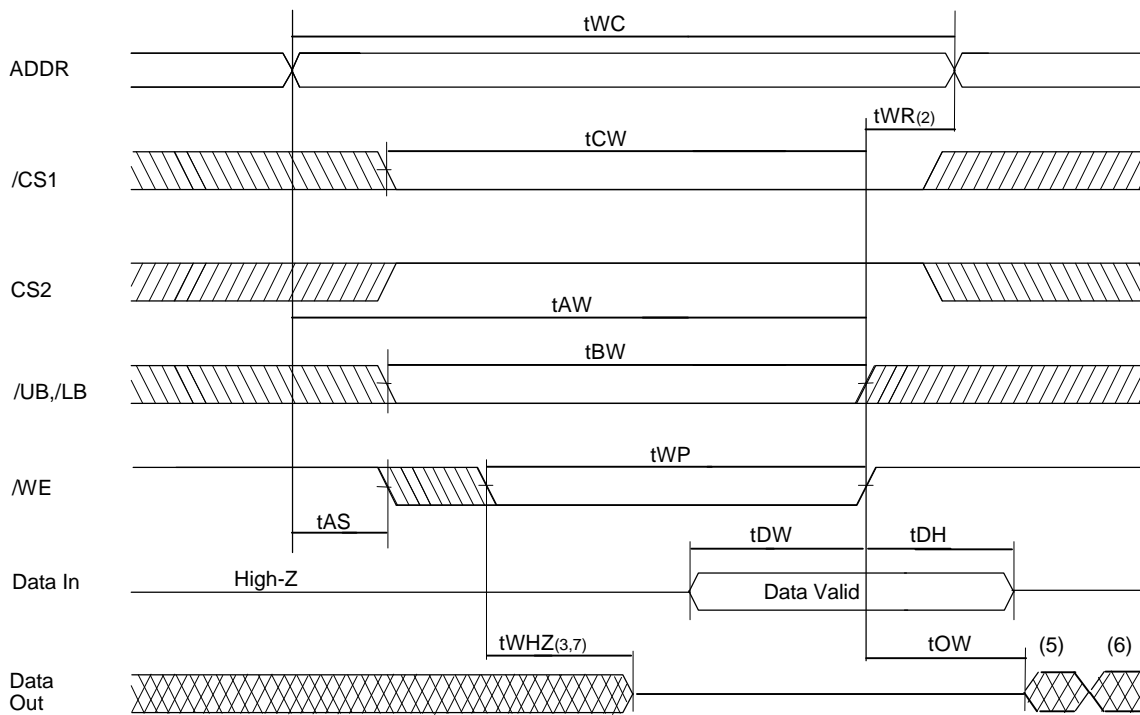 tWC
ADDR
tWR(2)
tCW
/CS1
CS2
tAW
tBW
/UB,/LB
tWP
/WE
tAS
tDW
tDH
Data In
High-Z
Data Valid
tWHZ(3,7)
tOW
(5)
(6)
Data
Out